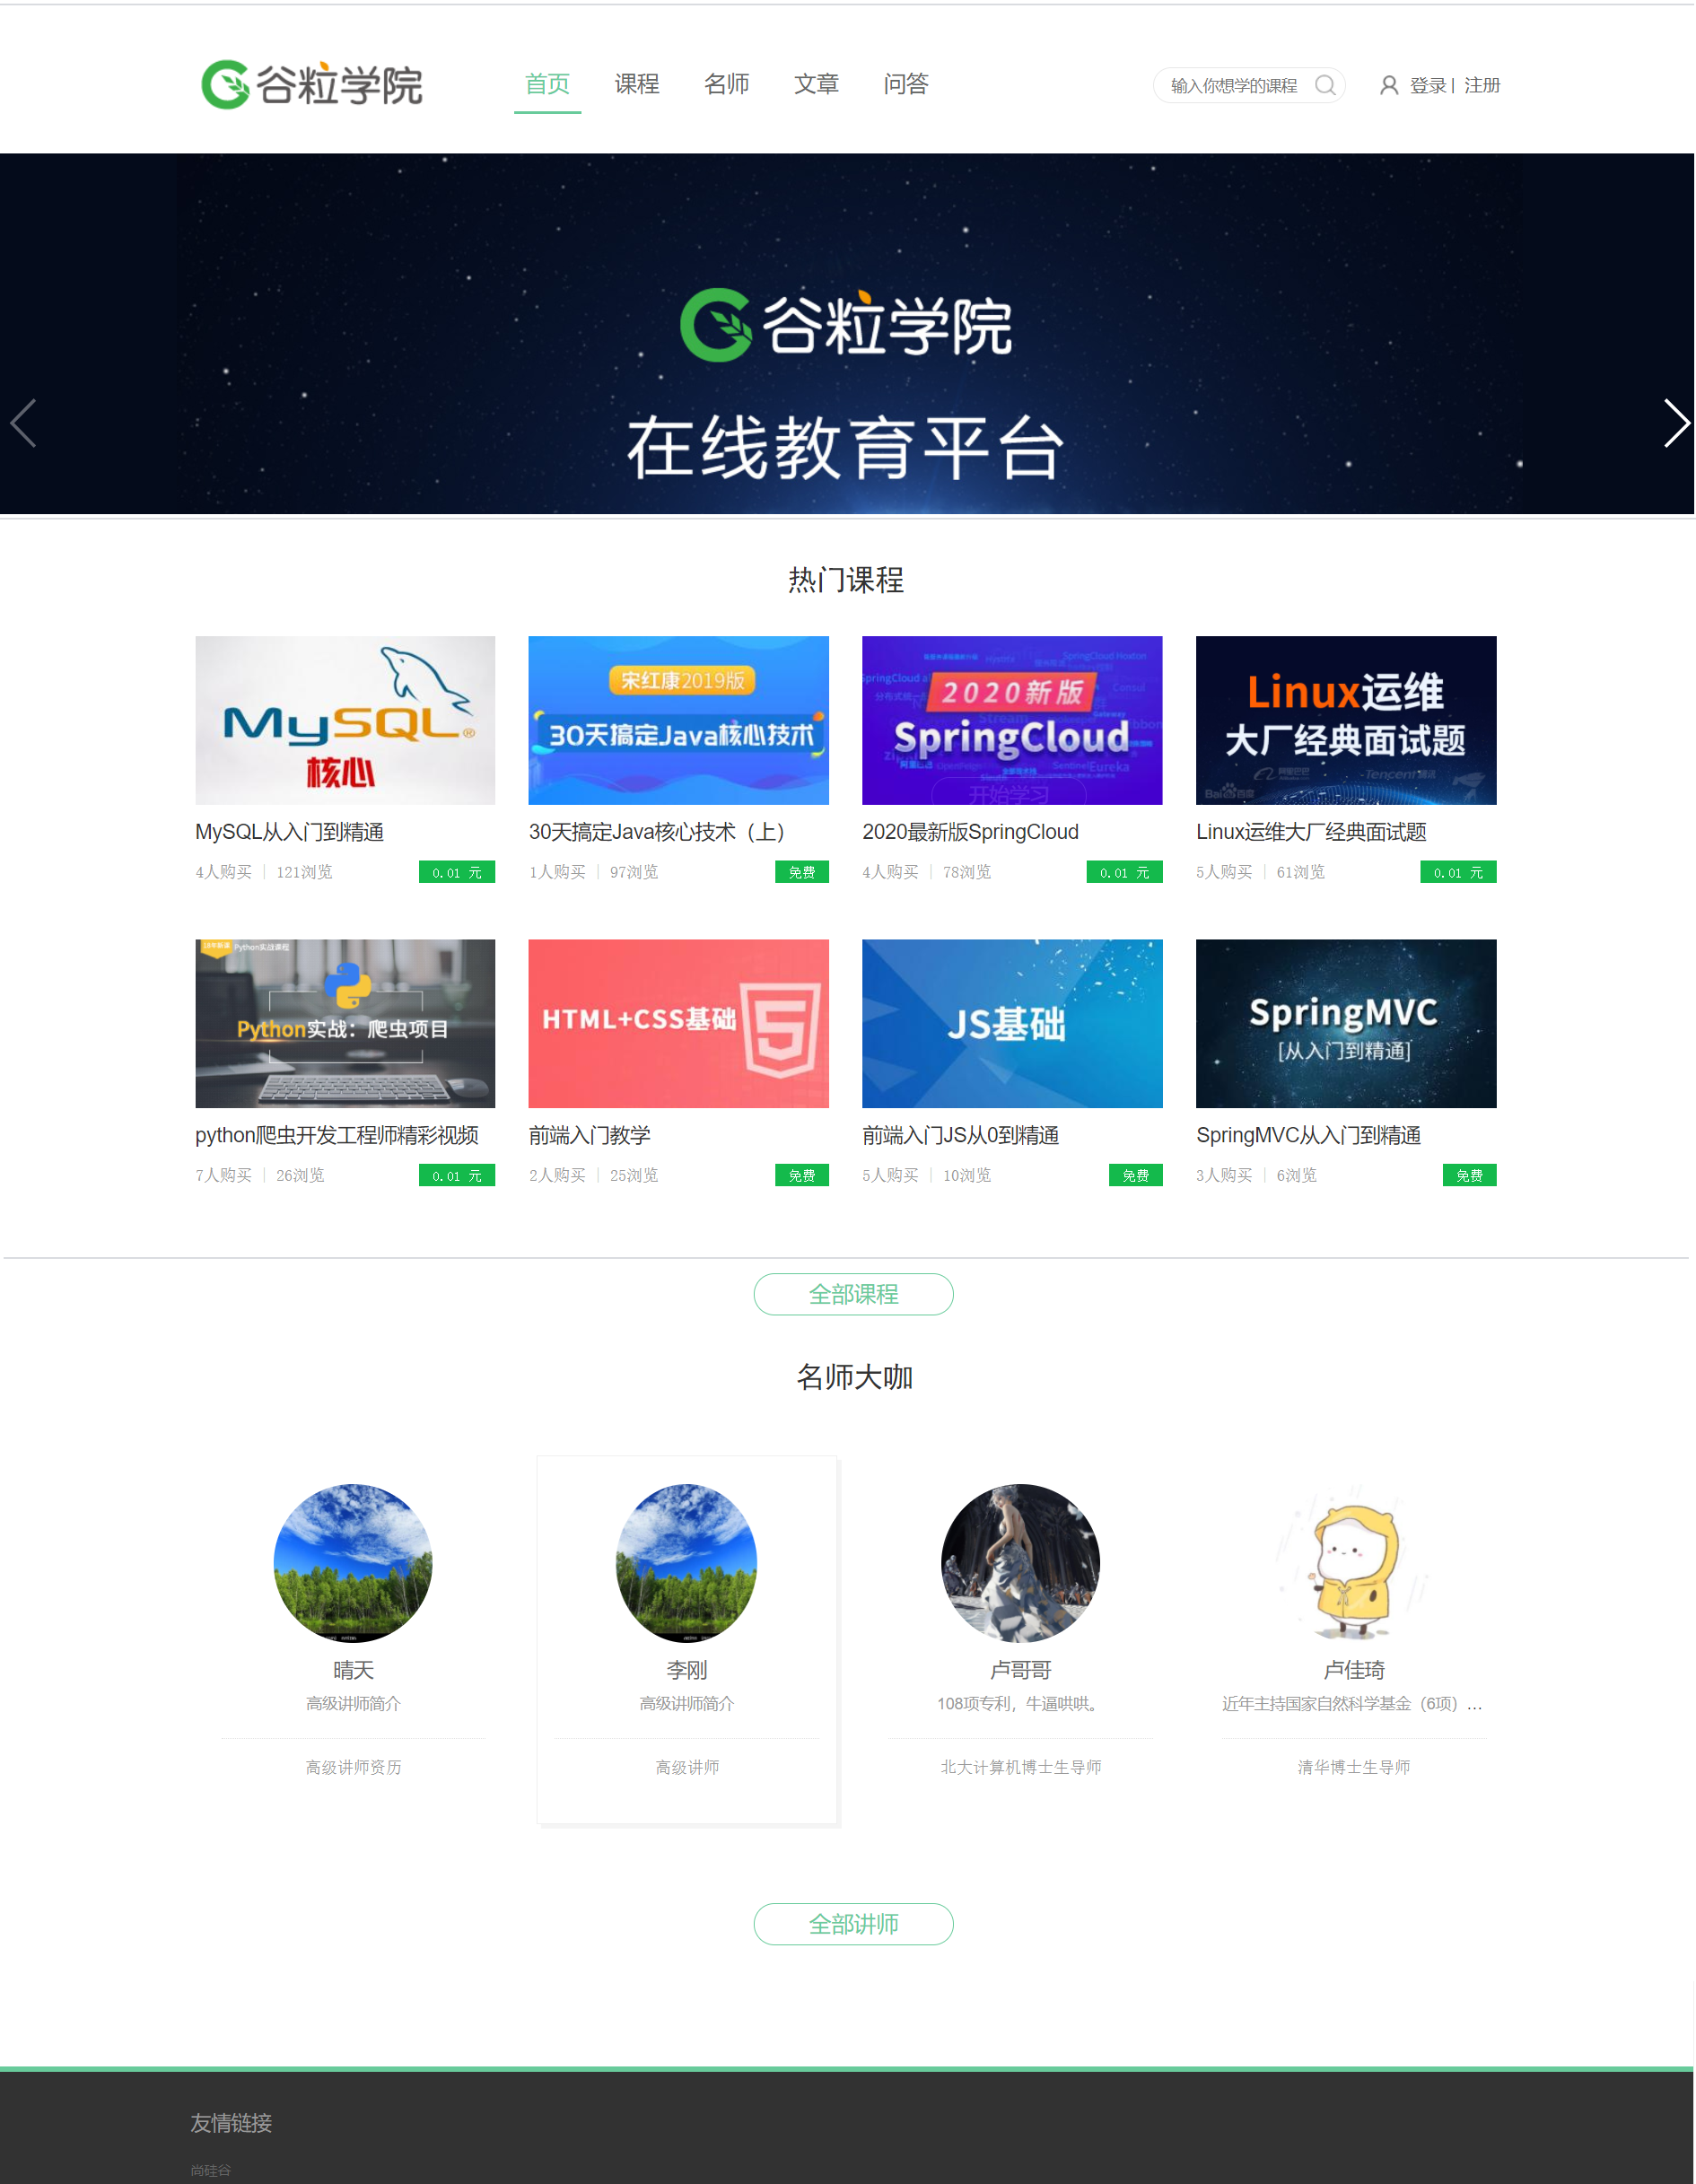 谷粒学院
首页 课程 名师 文章 问答
输入你想学的课程
登录 | 注册
谷粒学院
在线教育平台
热门课程
MySQL®
核心
宋红康2019版
30天搞定Java核心技术
2020新版
SpringCloud
开始学习
Linux运维
大厂经典面试题
MySQL从入门到精通
4人购买 | 121浏览 0.01 元
30天搞定Java核心技术（上）
1人购买 | 97浏览 免费
2020最新版SpringCloud
4人购买 | 78浏览 0.01 元
Linux运维大厂经典面试题
5人购买 | 61浏览 0.01 元
Python实战课程
Python实战：爬虫项目
HTML+CSS基础
JS基础
SpringMVC
[从入门到精通]
python爬虫开发工程师精彩视频
7人购买 | 26浏览 0.01 元
前端入门教学
2人购买 | 25浏览 免费
前端入门JS从0到精通
5人购买 | 10浏览 免费
SpringMVC从入门到精通
3人购买 | 6浏览 免费
全部课程
名师大咖
晴天
高级讲师简介
高级讲师资历
李刚
高级讲师简介
高级讲师
卢哥哥
108项专利，牛逼哄哄。
北大计算机博士生导师
卢佳琦
近年主持国家自然科学基金（6项）...
清华博士生导师
全部讲师
友情链接
尚硅谷